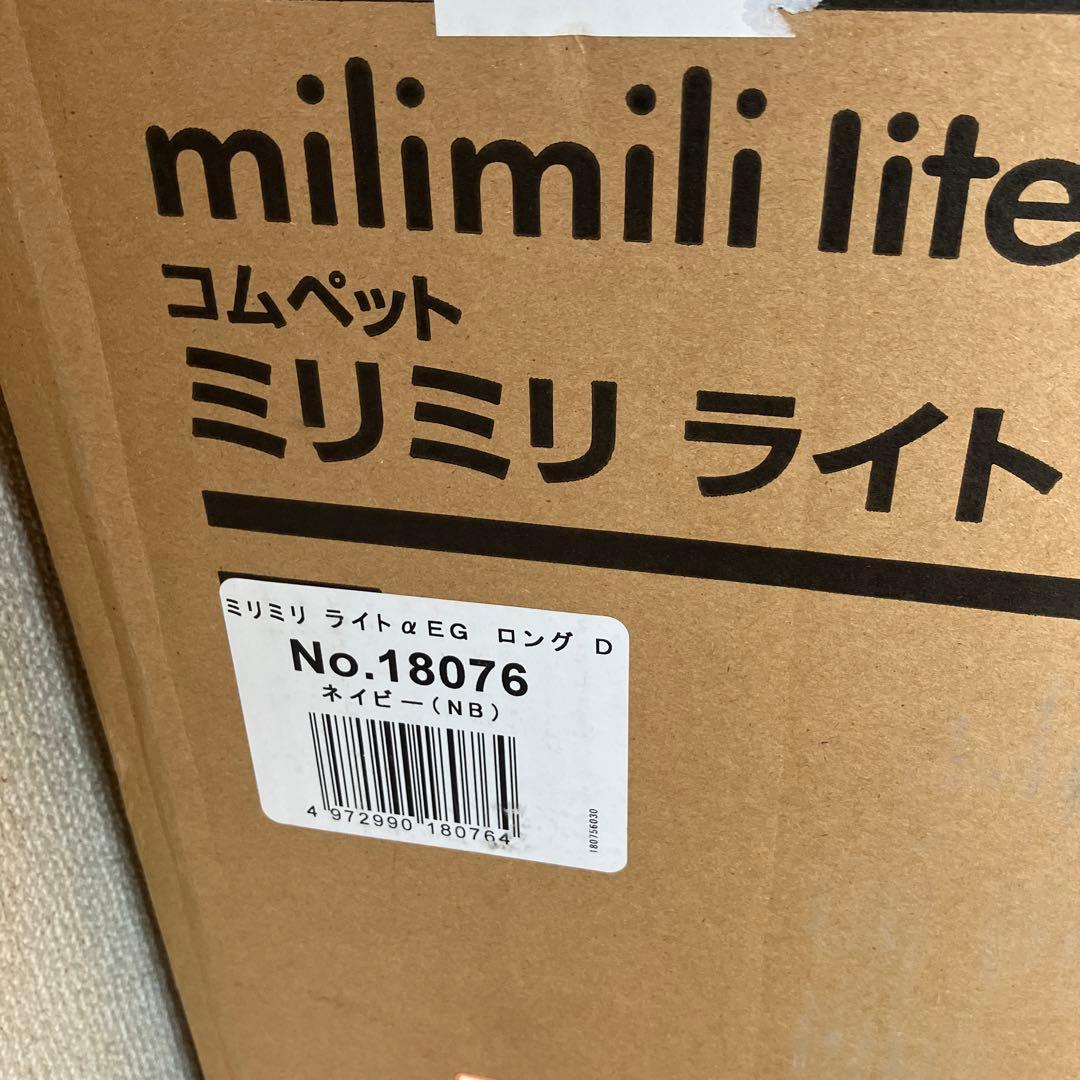 milimili lite
コムペット
ミリミリ ライト
ミリミリ ライトαEG ロング D
No.18076
ネイビー(NB)
4 972990 180764
180756030